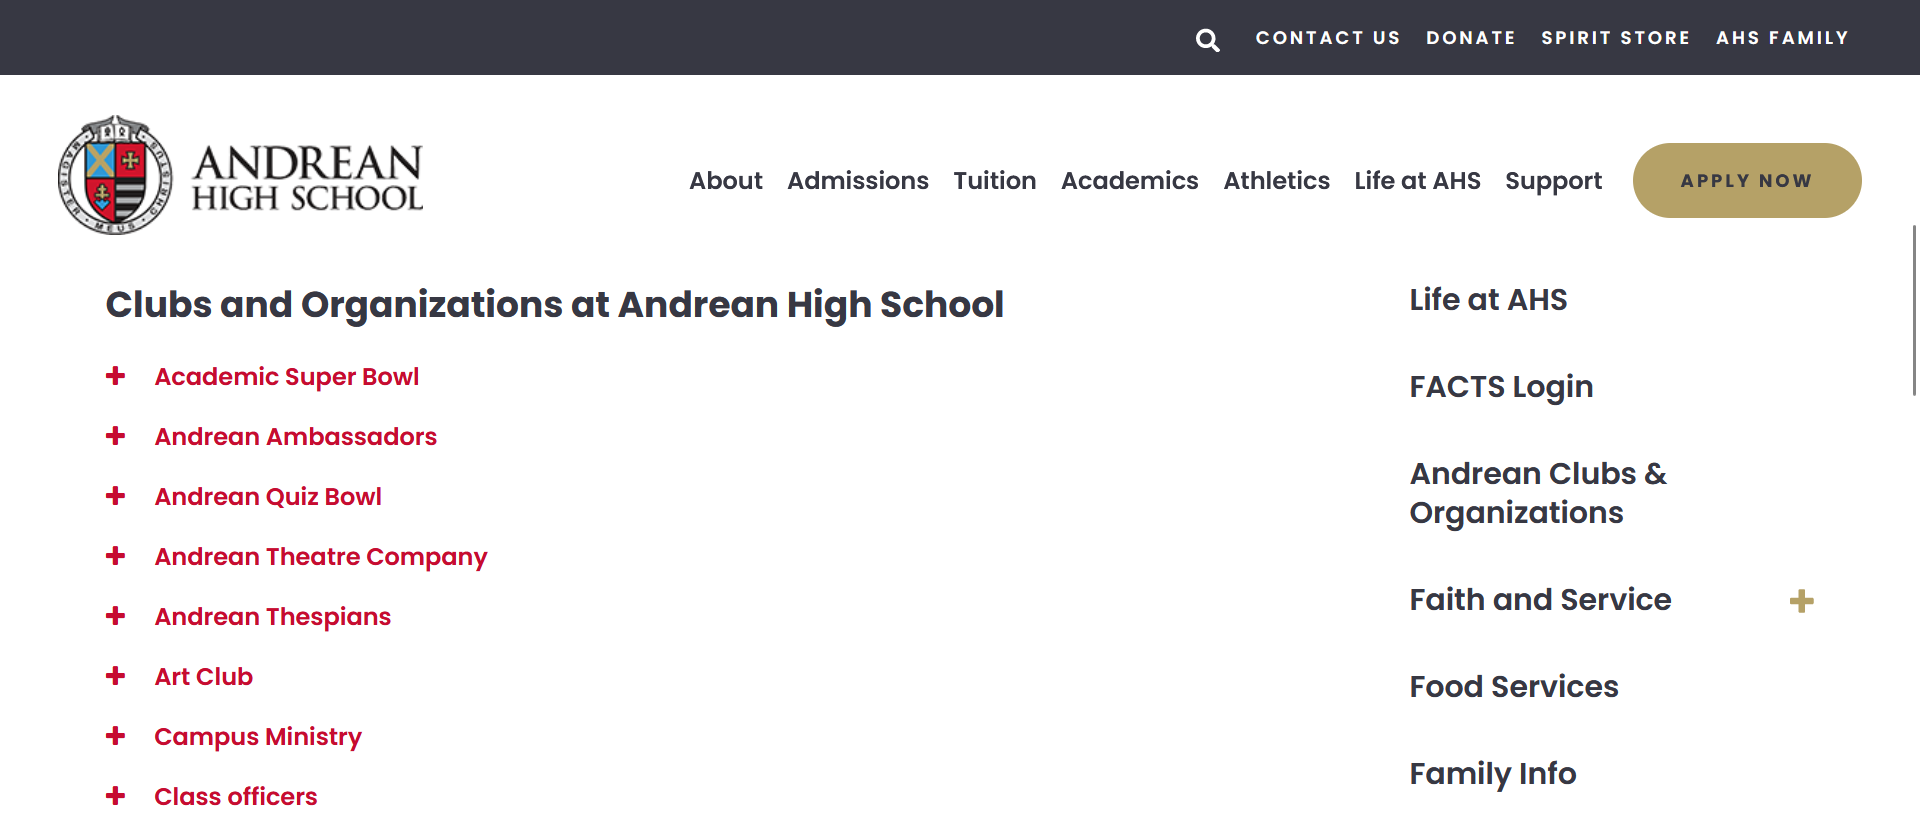 CONTACT US DONATE SPIRIT STORE AHS FAMILY
MAGISTER · MEUS · CHRISTUS
ANDREAN
HIGH SCHOOL
About Admissions Tuition Academics Athletics Life at AHS Support APPLY NOW
Clubs and Organizations at Andrean High School
Academic Super Bowl
Andrean Ambassadors
Andrean Quiz Bowl
Andrean Theatre Company
Andrean Thespians
Art Club
Campus Ministry
Class officers
Life at AHS
FACTS Login
Andrean Clubs &
Organizations
Faith and Service
Food Services
Family Info